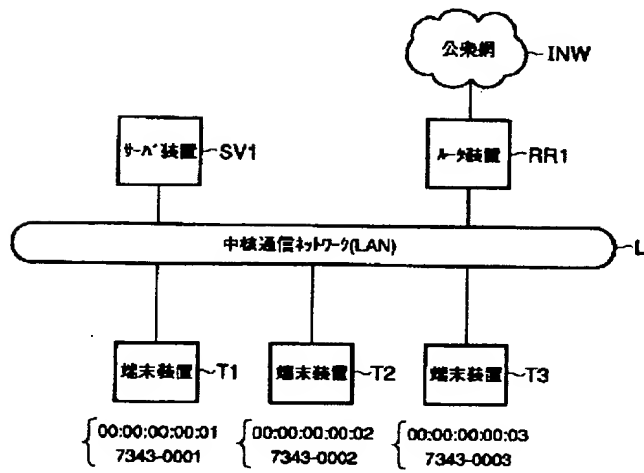 公衆網
INW
サーバ装置
SV1
ルータ装置
RR1
中核通信ネットワーク(LAN)
L
端末装置
T1
端末装置
T2
端末装置
T3
00:00:00:00:01
7343-0001
00:00:00:00:02
7343-0002
00:00:00:00:03
7343-0003